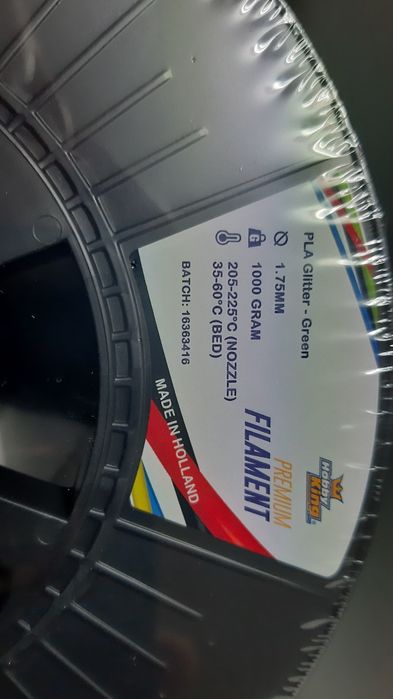 PLA Glitter - Green
1.75MM
1000 GRAM
205-225°C (NOZZLE)
35-60°C (BED)
BATCH: 16363416
Hobby
King
PREMIUM
FILAMENT
MADE IN HOLLAND